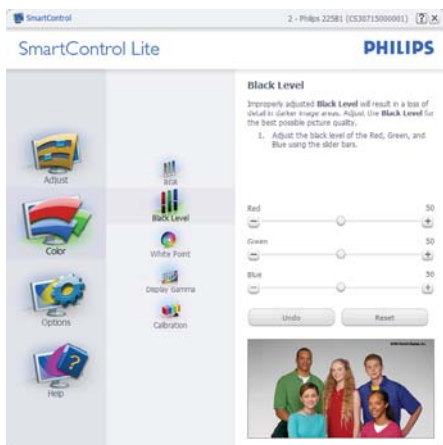 SmartControl
2 - Philips 225B1 (CS30715000001)
SmartControl Lite
PHILIPS
Adjust
Color
Options
Help
RGB
Black Level
White Point
Display Gamma
Calibration
Black Level
Improperly adjusted Black Level will result in a loss of
detail in darker image areas. Adjust the Black Level for
the best possible picture quality.
1. Adjust the black level of the Red, Green, and
Blue using the slider bars.
Red 50
Green 50
Blue 50
Undo Reset